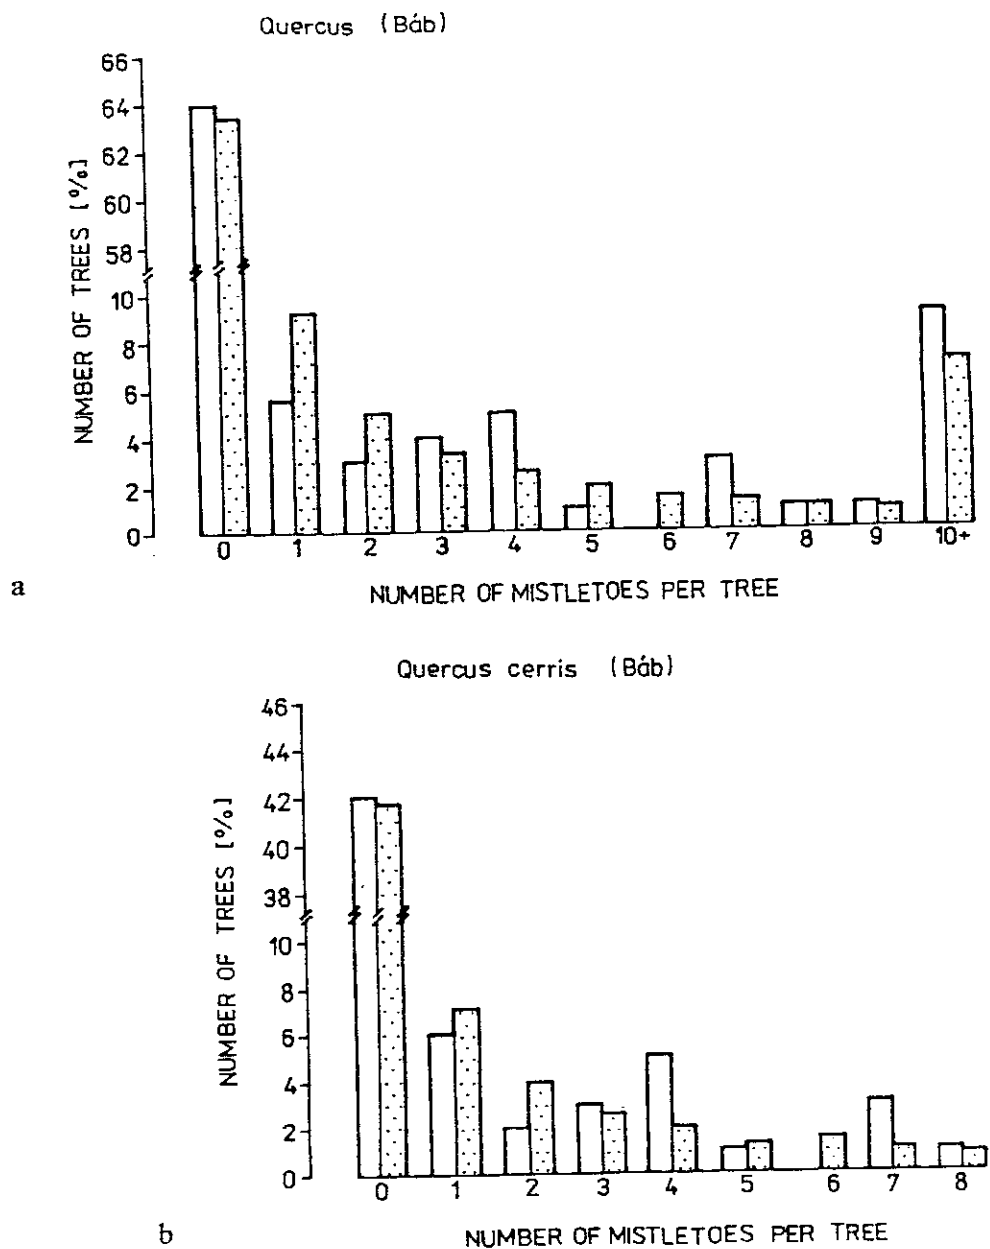 Quercus (Báb)
NUMBER OF TREES [%]
66
64
62
60
58
10
8
6
4
2
0
0 1 2 3 4 5 6 7 8 9 10+
a
NUMBER OF MISTLETOES PER TREE
Quercus cerris (Báb)
NUMBER OF TREES [%]
46
44
42
40
38
10
8
6
4
2
0
0 1 2 3 4 5 6 7 8
b
NUMBER OF MISTLETOES PER TREE